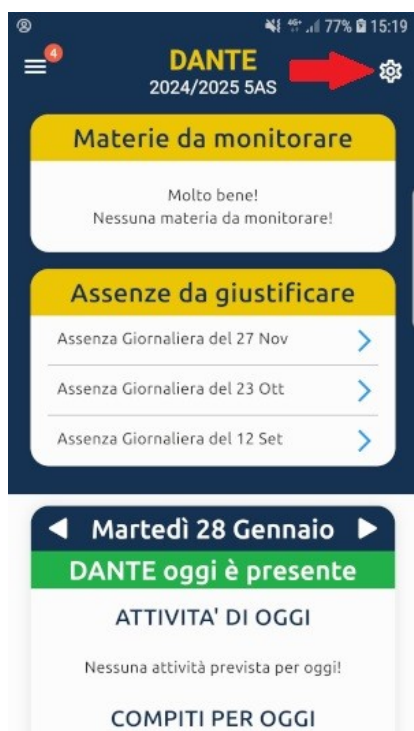 77% 15:19
4
DANTE
2024/2025 5AS
Materie da monitorare
Molto bene!
Nessuna materia da monitorare!
Assenze da giustificare
Assenza Giornaliera del 27 Nov
Assenza Giornaliera del 23 Ott
Assenza Giornaliera del 12 Set
Martedì 28 Gennaio
DANTE oggi è presente
ATTIVITA' DI OGGI
Nessuna attività prevista per oggi!
COMPITI PER OGGI